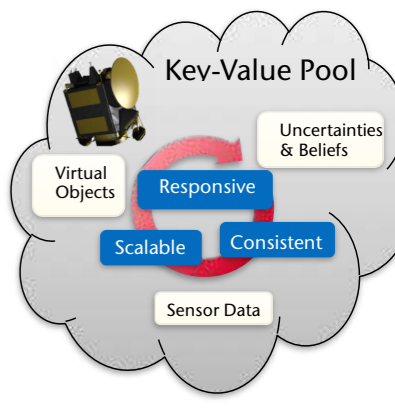 Key-Value Pool
Uncertainties
& Beliefs
Virtual
Objects
Responsive
Scalable
Consistent
Sensor Data